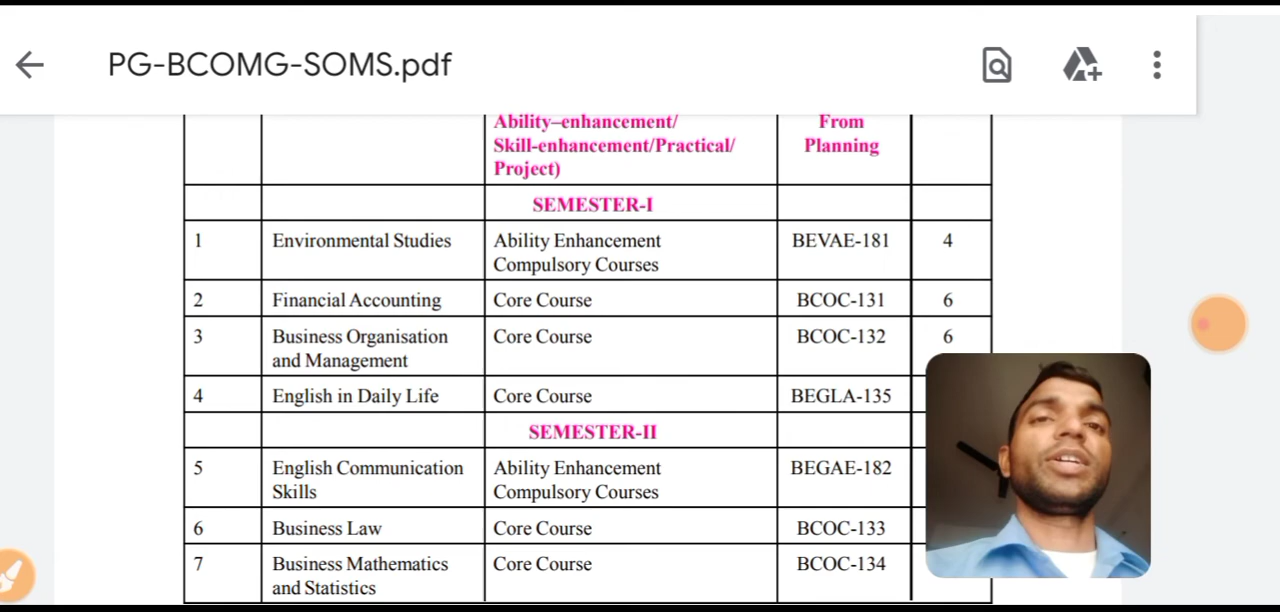 PG-BCOMG-SOMS.pdf
Ability–enhancement/ From
Skill-enhancement/Practical/ Planning
Project)
SEMESTER-I
1 Environmental Studies Ability Enhancement BEVAE-181 4
Compulsory Courses
2 Financial Accounting Core Course BCOC-131 6
3 Business Organisation Core Course BCOC-132 6
and Management
4 English in Daily Life Core Course BEGLA-135
SEMESTER-II
5 English Communication Ability Enhancement BEGAE-182
Skills Compulsory Courses
6 Business Law Core Course BCOC-133
7 Business Mathematics Core Course BCOC-134
and Statistics